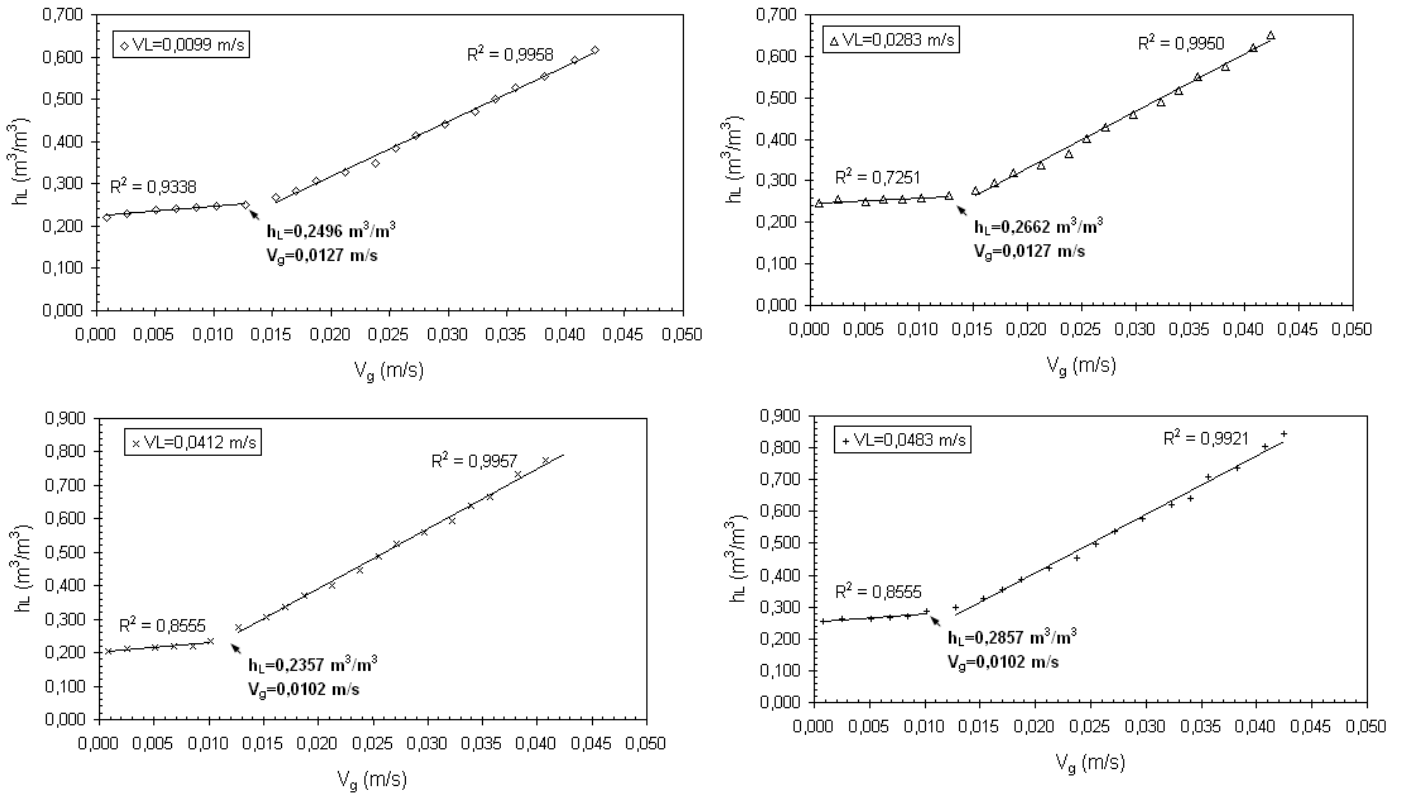 0,700
0,600
0,500
0,400
0,300
0,200
0,100
0,000
hL (m³/m³)
VL=0,0099 m/s
R² = 0,9958
R² = 0,9338
hL=0,2496 m³/m³
Vg=0,0127 m/s
0,000 0,005 0,010 0,015 0,020 0,025 0,030 0,035 0,040 0,045 0,050
Vg (m/s)
0,700
0,600
0,500
0,400
0,300
0,200
0,100
0,000
hL (m³/m³)
VL=0,0283 m/s
R² = 0,9950
R² = 0,7251
hL=0,2662 m³/m³
Vg=0,0127 m/s
0,000 0,005 0,010 0,015 0,020 0,025 0,030 0,035 0,040 0,045 0,050
Vg (m/s)
0,900
0,800
0,700
0,600
0,500
0,400
0,300
0,200
0,100
0,000
hL (m³/m³)
VL=0,0412 m/s
R² = 0,9957
R² = 0,8555
hL=0,2357 m³/m³
Vg=0,0102 m/s
0,000 0,005 0,010 0,015 0,020 0,025 0,030 0,035 0,040 0,045 0,050
Vg (m/s)
0,900
0,800
0,700
0,600
0,500
0,400
0,300
0,200
0,100
0,000
hL (m³/m³)
VL=0,0483 m/s
R² = 0,9921
R² = 0,8555
hL=0,2857 m³/m³
Vg=0,0102 m/s
0,000 0,005 0,010 0,015 0,020 0,025 0,030 0,035 0,040 0,045 0,050
Vg (m/s)